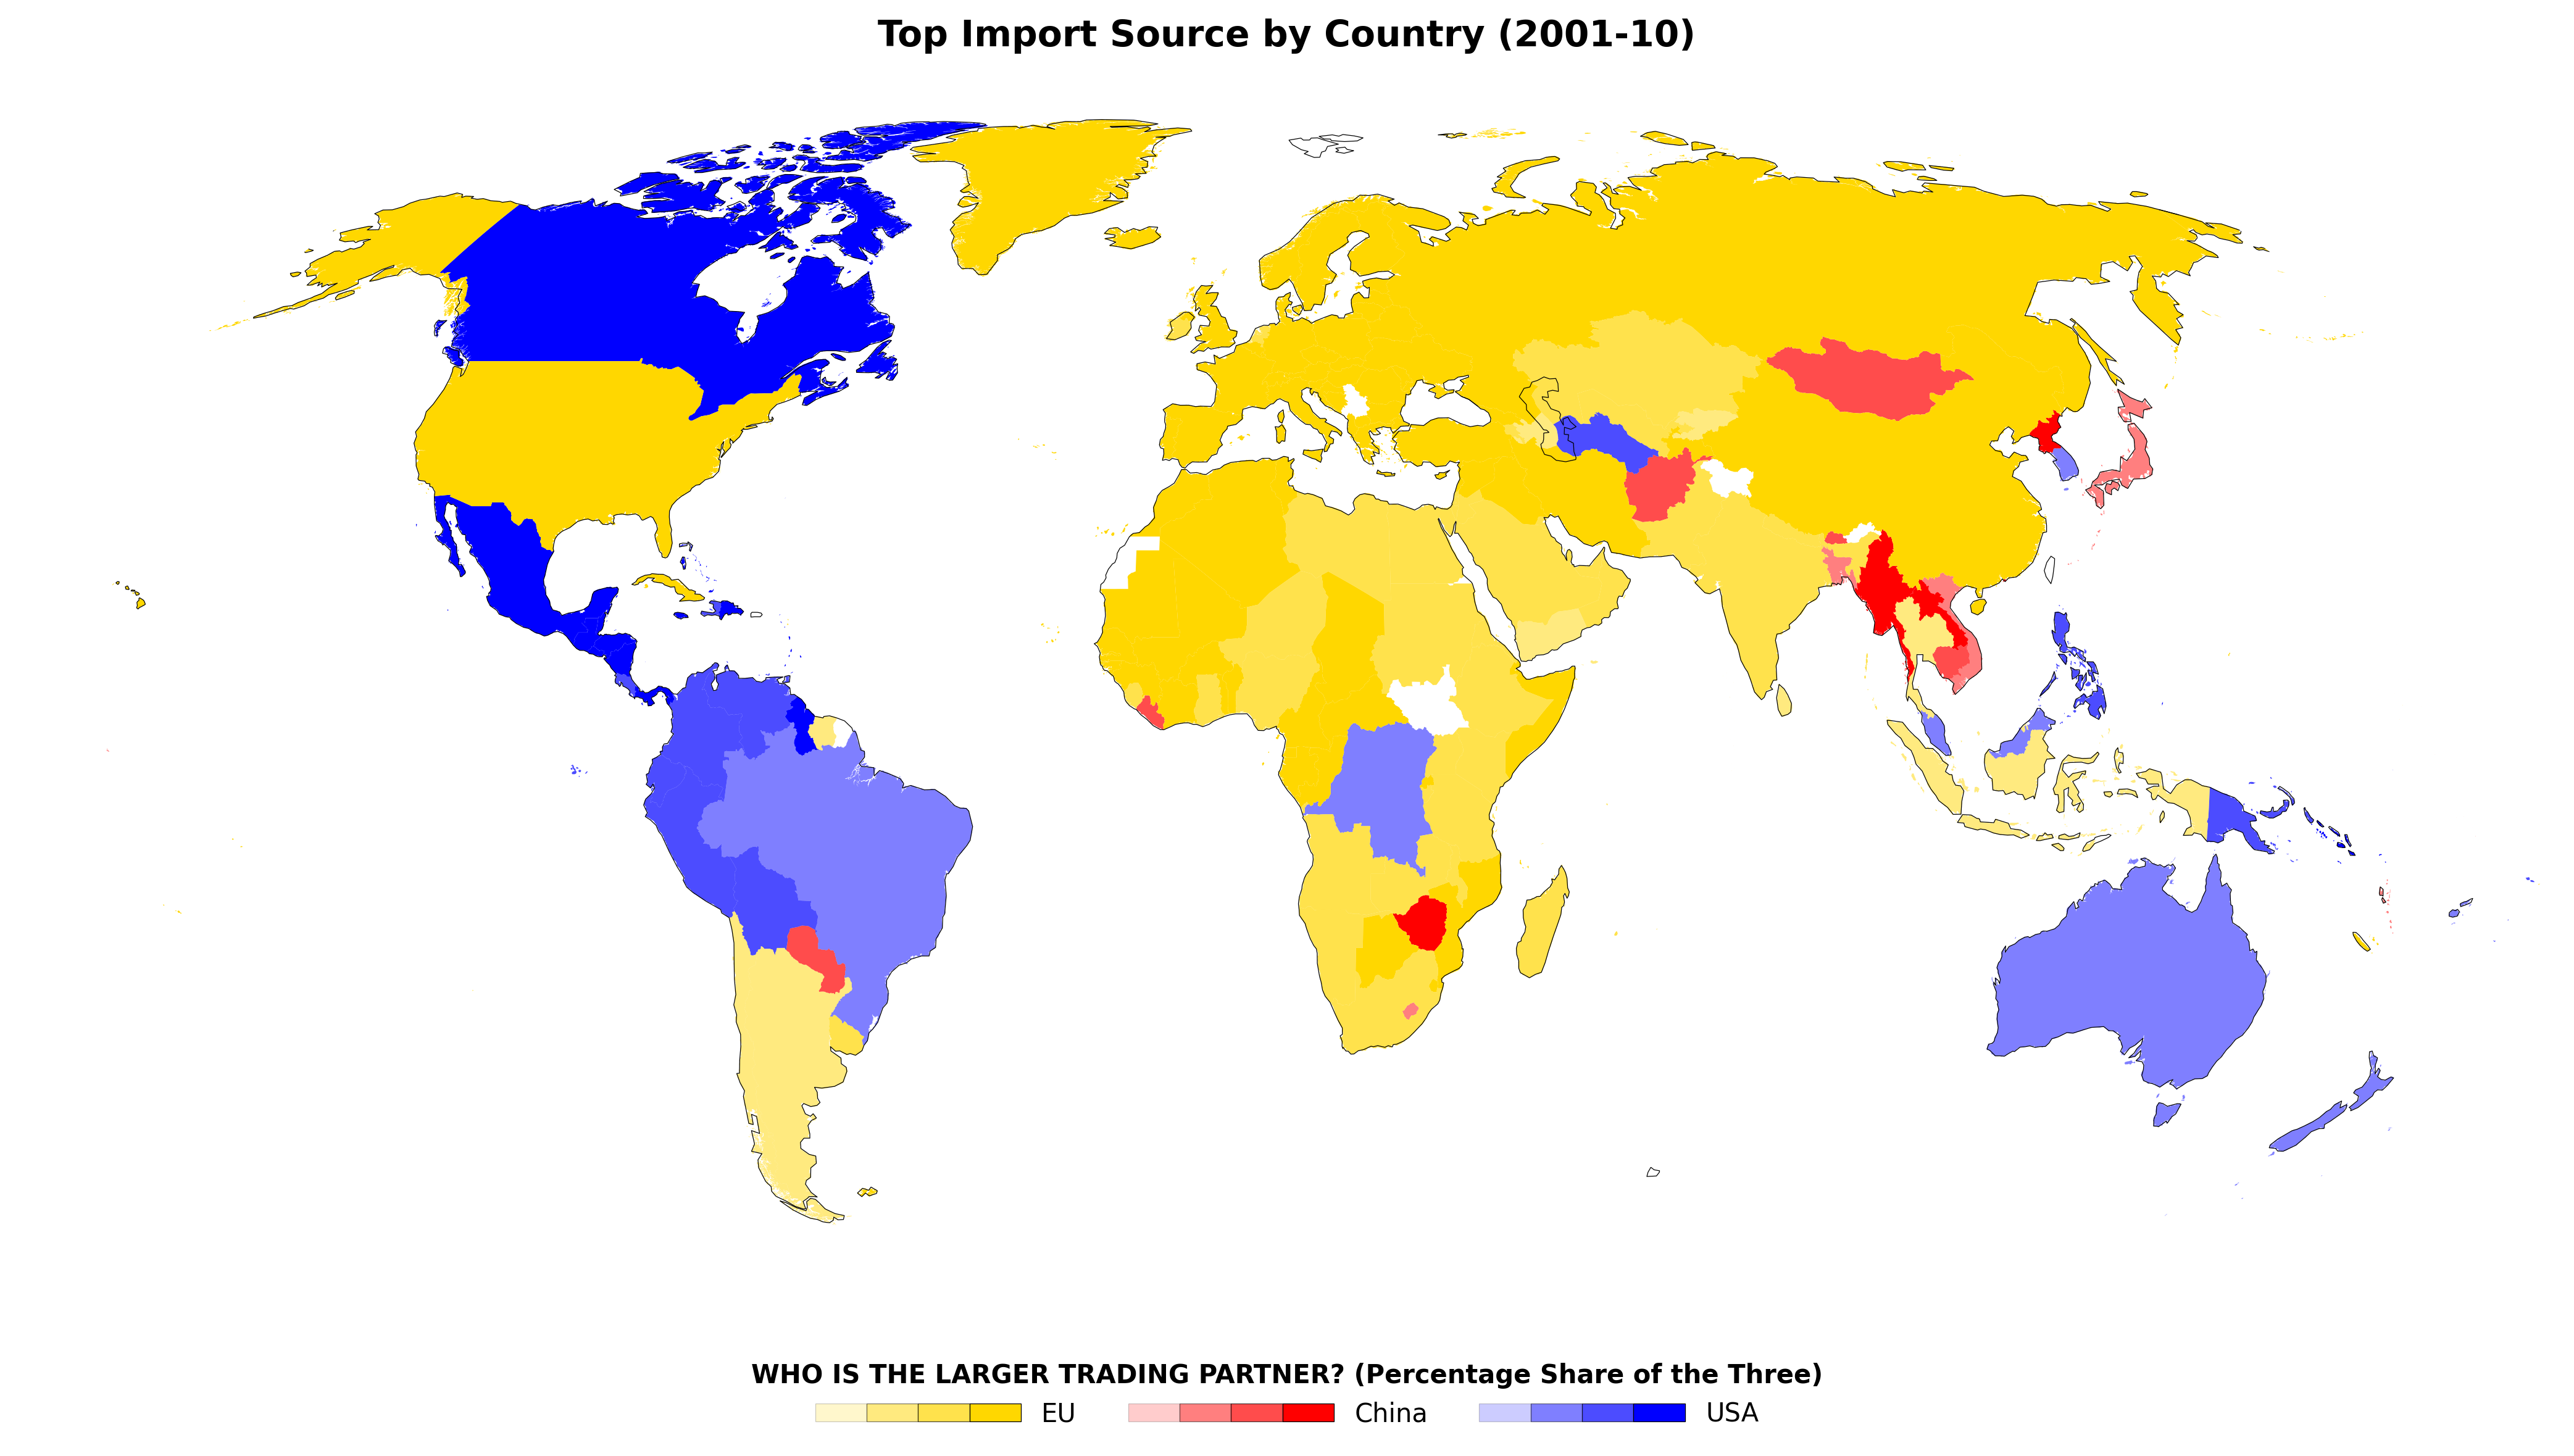 Top Import Source by Country (2001-10)
WHO IS THE LARGER TRADING PARTNER? (Percentage Share of the Three)
EU China USA